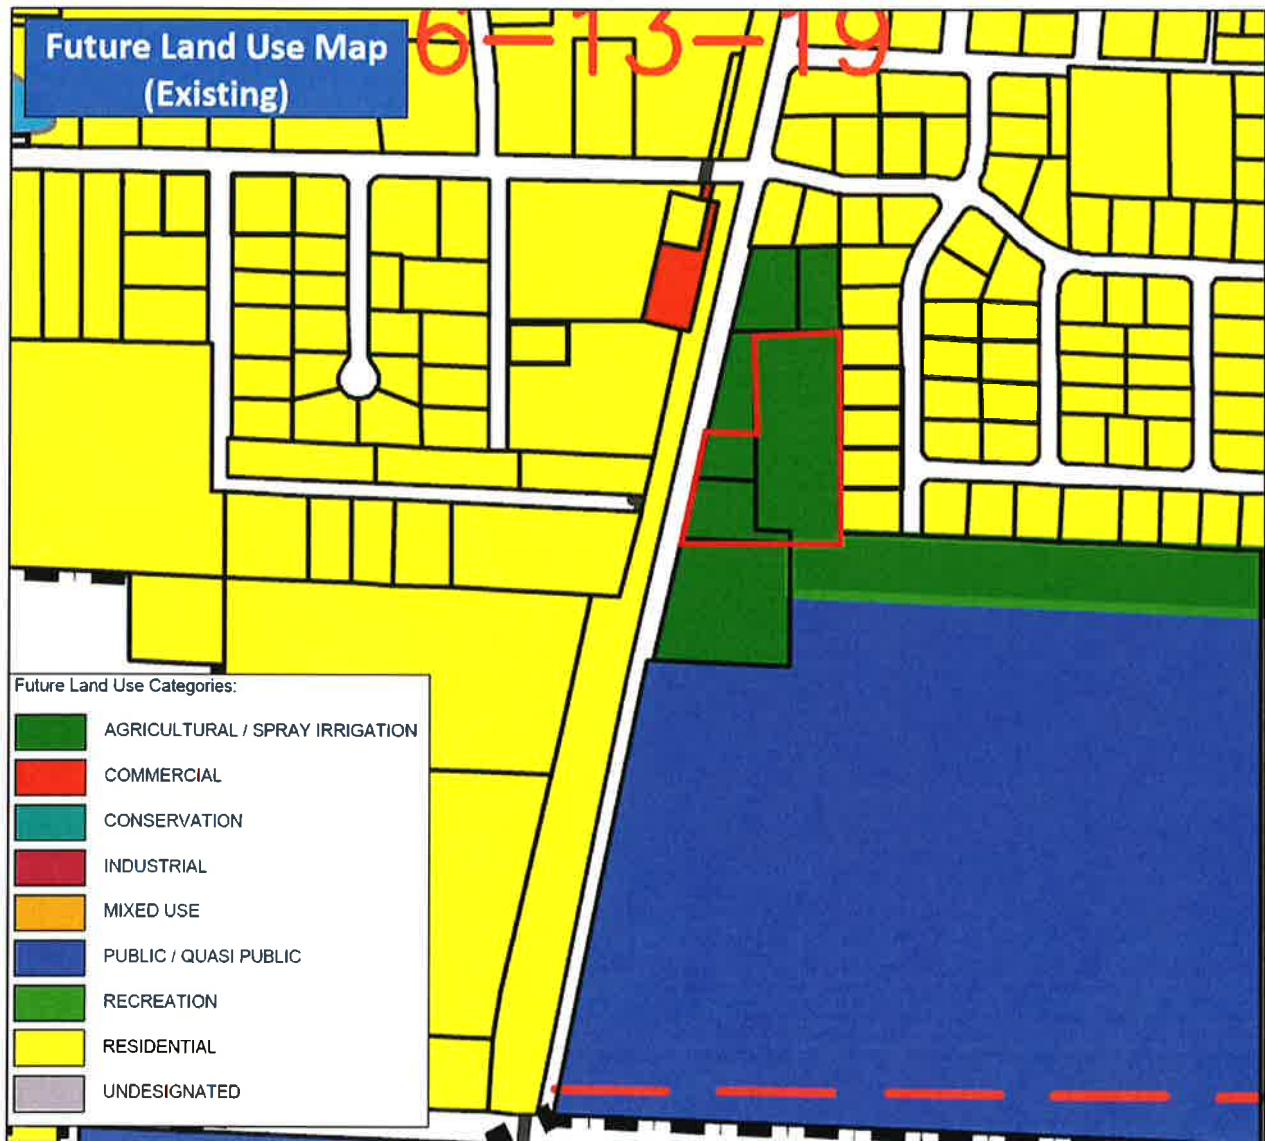 Future Land Use Map
(Existing)
6-13-19
Future Land Use Categories:
AGRICULTURAL / SPRAY IRRIGATION
COMMERCIAL
CONSERVATION
INDUSTRIAL
MIXED USE
PUBLIC / QUASI PUBLIC
RECREATION
RESIDENTIAL
UNDESIGNATED